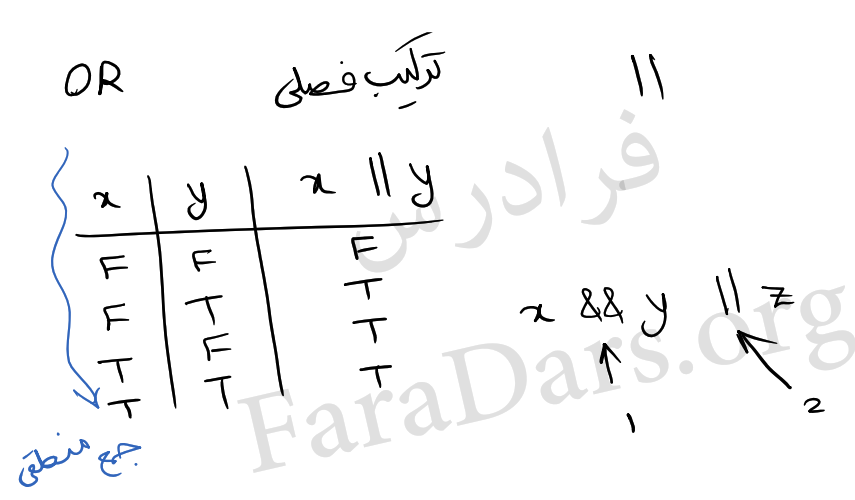 OR ترکیب فصلی ||
x y x || y
F F F
F T T
T F T
T T T
x && y || z
1 2
جمع منطقی
فرادرس
FaraDars.org